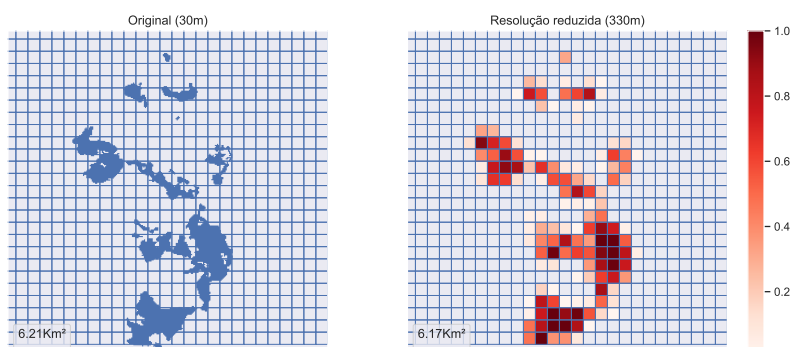 Original (30m)
Resolução reduzida (330m)
1.0
0.8
0.6
0.4
0.2
6.21Km²
6.17Km²